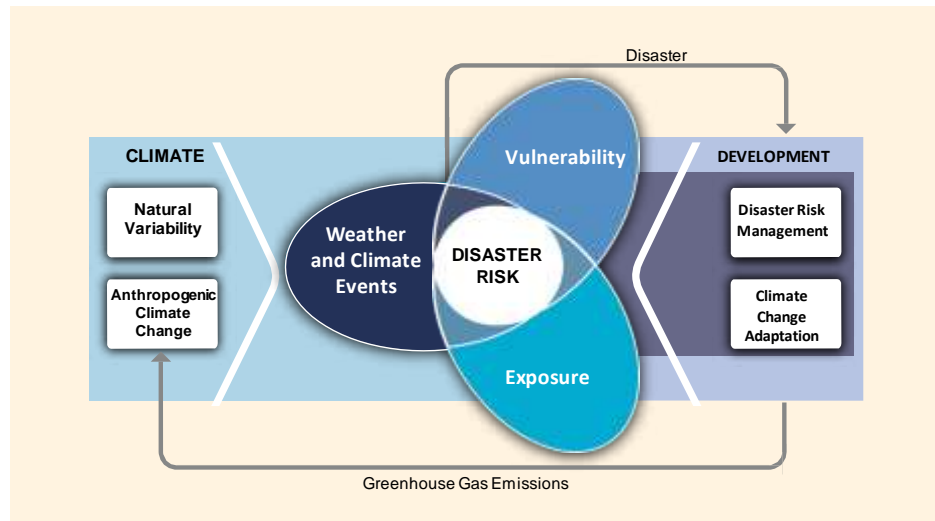 Disaster
CLIMATE
Natural
Variability
Anthropogenic
Climate
Change
Weather
and Climate
Events
Vulnerability
DISASTER
RISK
Exposure
DEVELOPMENT
Disaster Risk
Management
Climate
Change
Adaptation
Greenhouse Gas Emissions